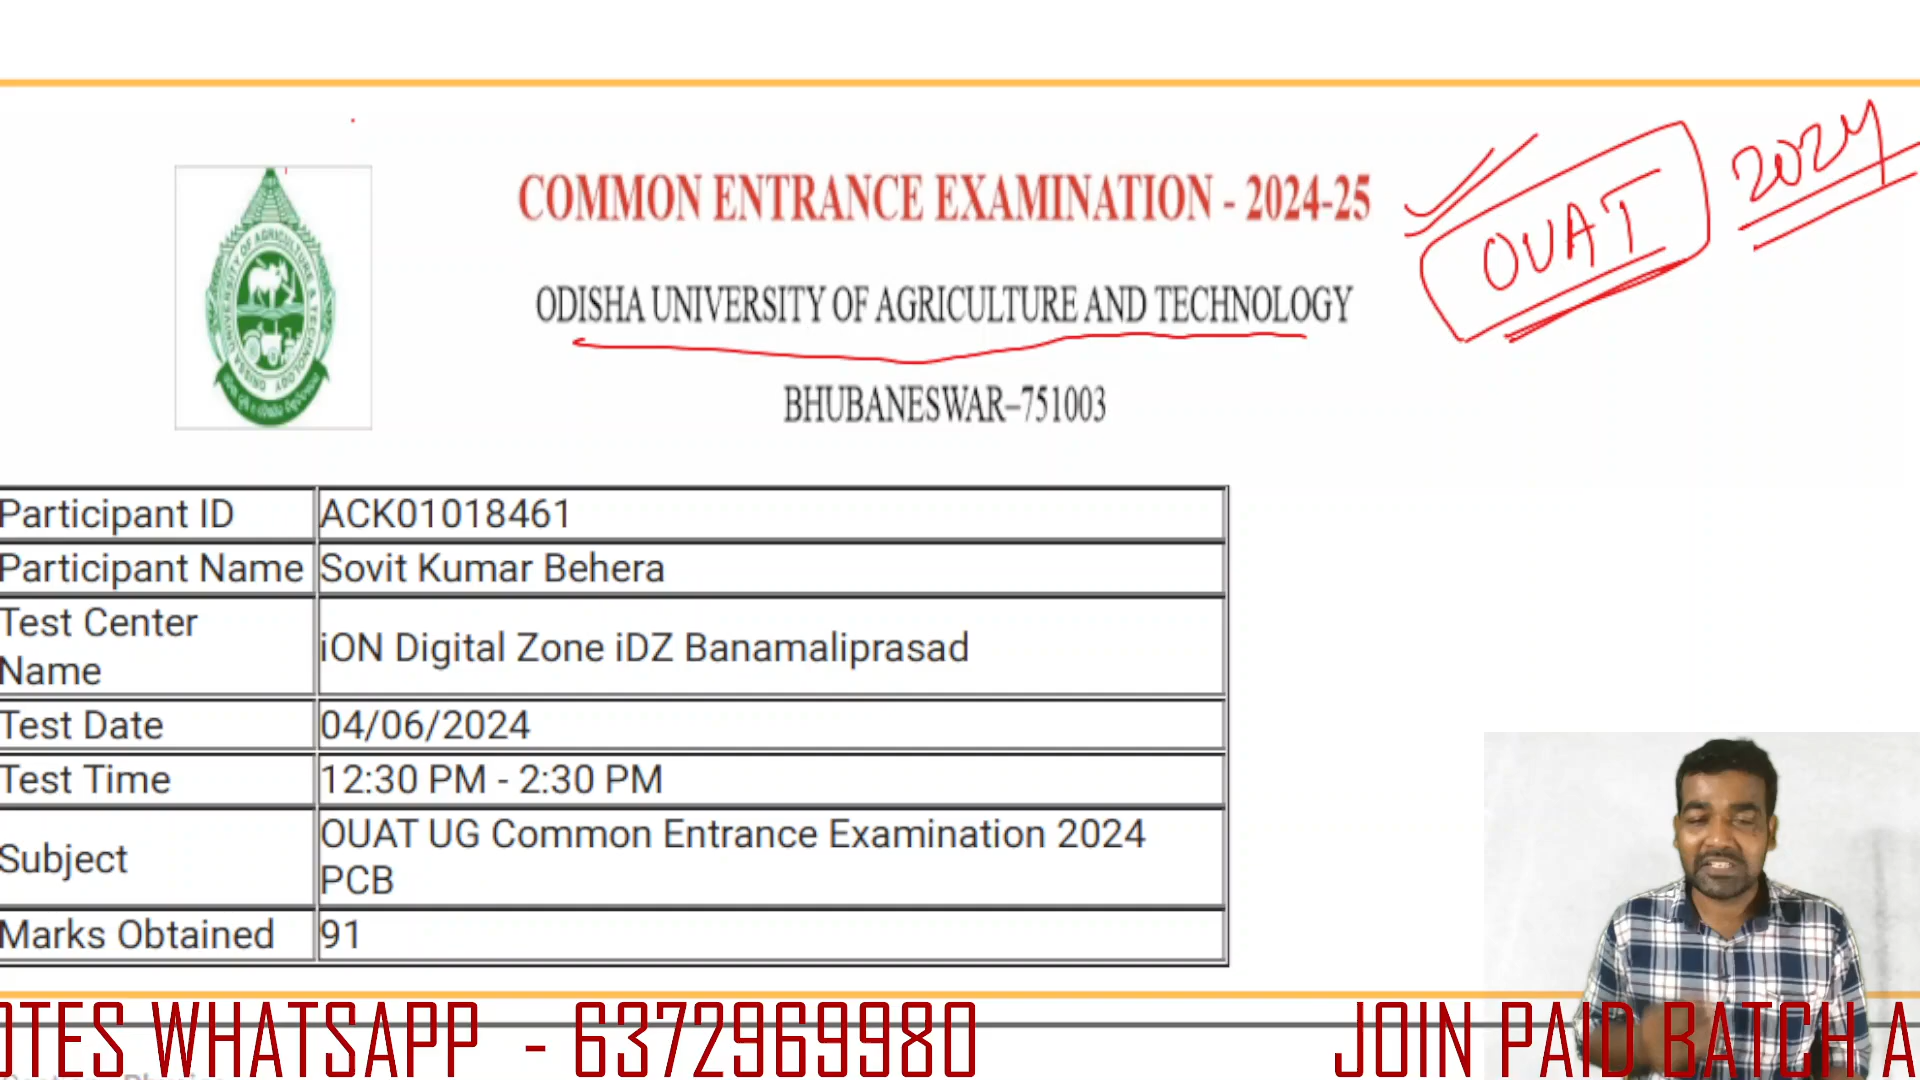 COMMON ENTRANCE EXAMINATION - 2024-25
OUAT 2024
ODISHA UNIVERSITY OF AGRICULTURE AND TECHNOLOGY
BHUBANESWAR–751003
Participant ID ACK01018461
Participant Name Sovit Kumar Behera
Test Center Name iON Digital Zone iDZ Banamaliprasad
Test Date 04/06/2024
Test Time 12:30 PM - 2:30 PM
Subject OUAT UG Common Entrance Examination 2024
PCB
Marks Obtained 91
OTES WHATSAPP - 6372969980 JOIN PAID BATCH A